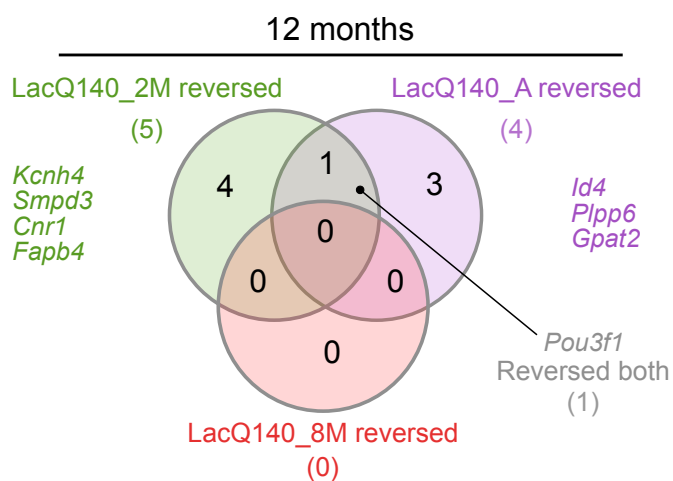 12 months
LacQ140_2M reversed
(5)
LacQ140_A reversed
(4)
Kcnh4
Smpd3
Cnr1
Fapb4
4
1
3
Id4
Plpp6
Gpat2
0
0
0
0
Pou3f1
Reversed both
(1)
LacQ140_8M reversed
(0)